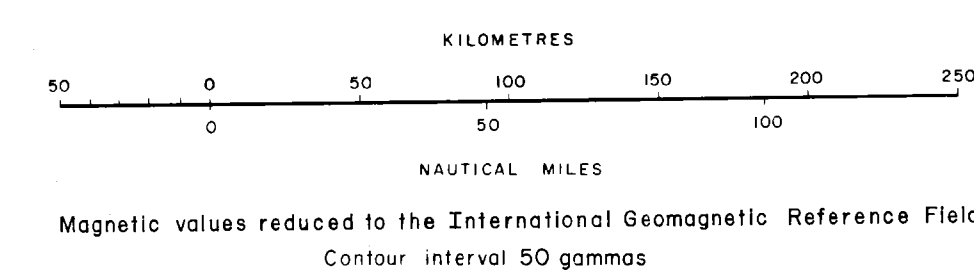 KILOMETRES
50 0 50 100 150 200 250
0 50 100
NAUTICAL MILES
Magnetic values reduced to the International Geomagnetic Reference Field
Contour interval 50 gammas